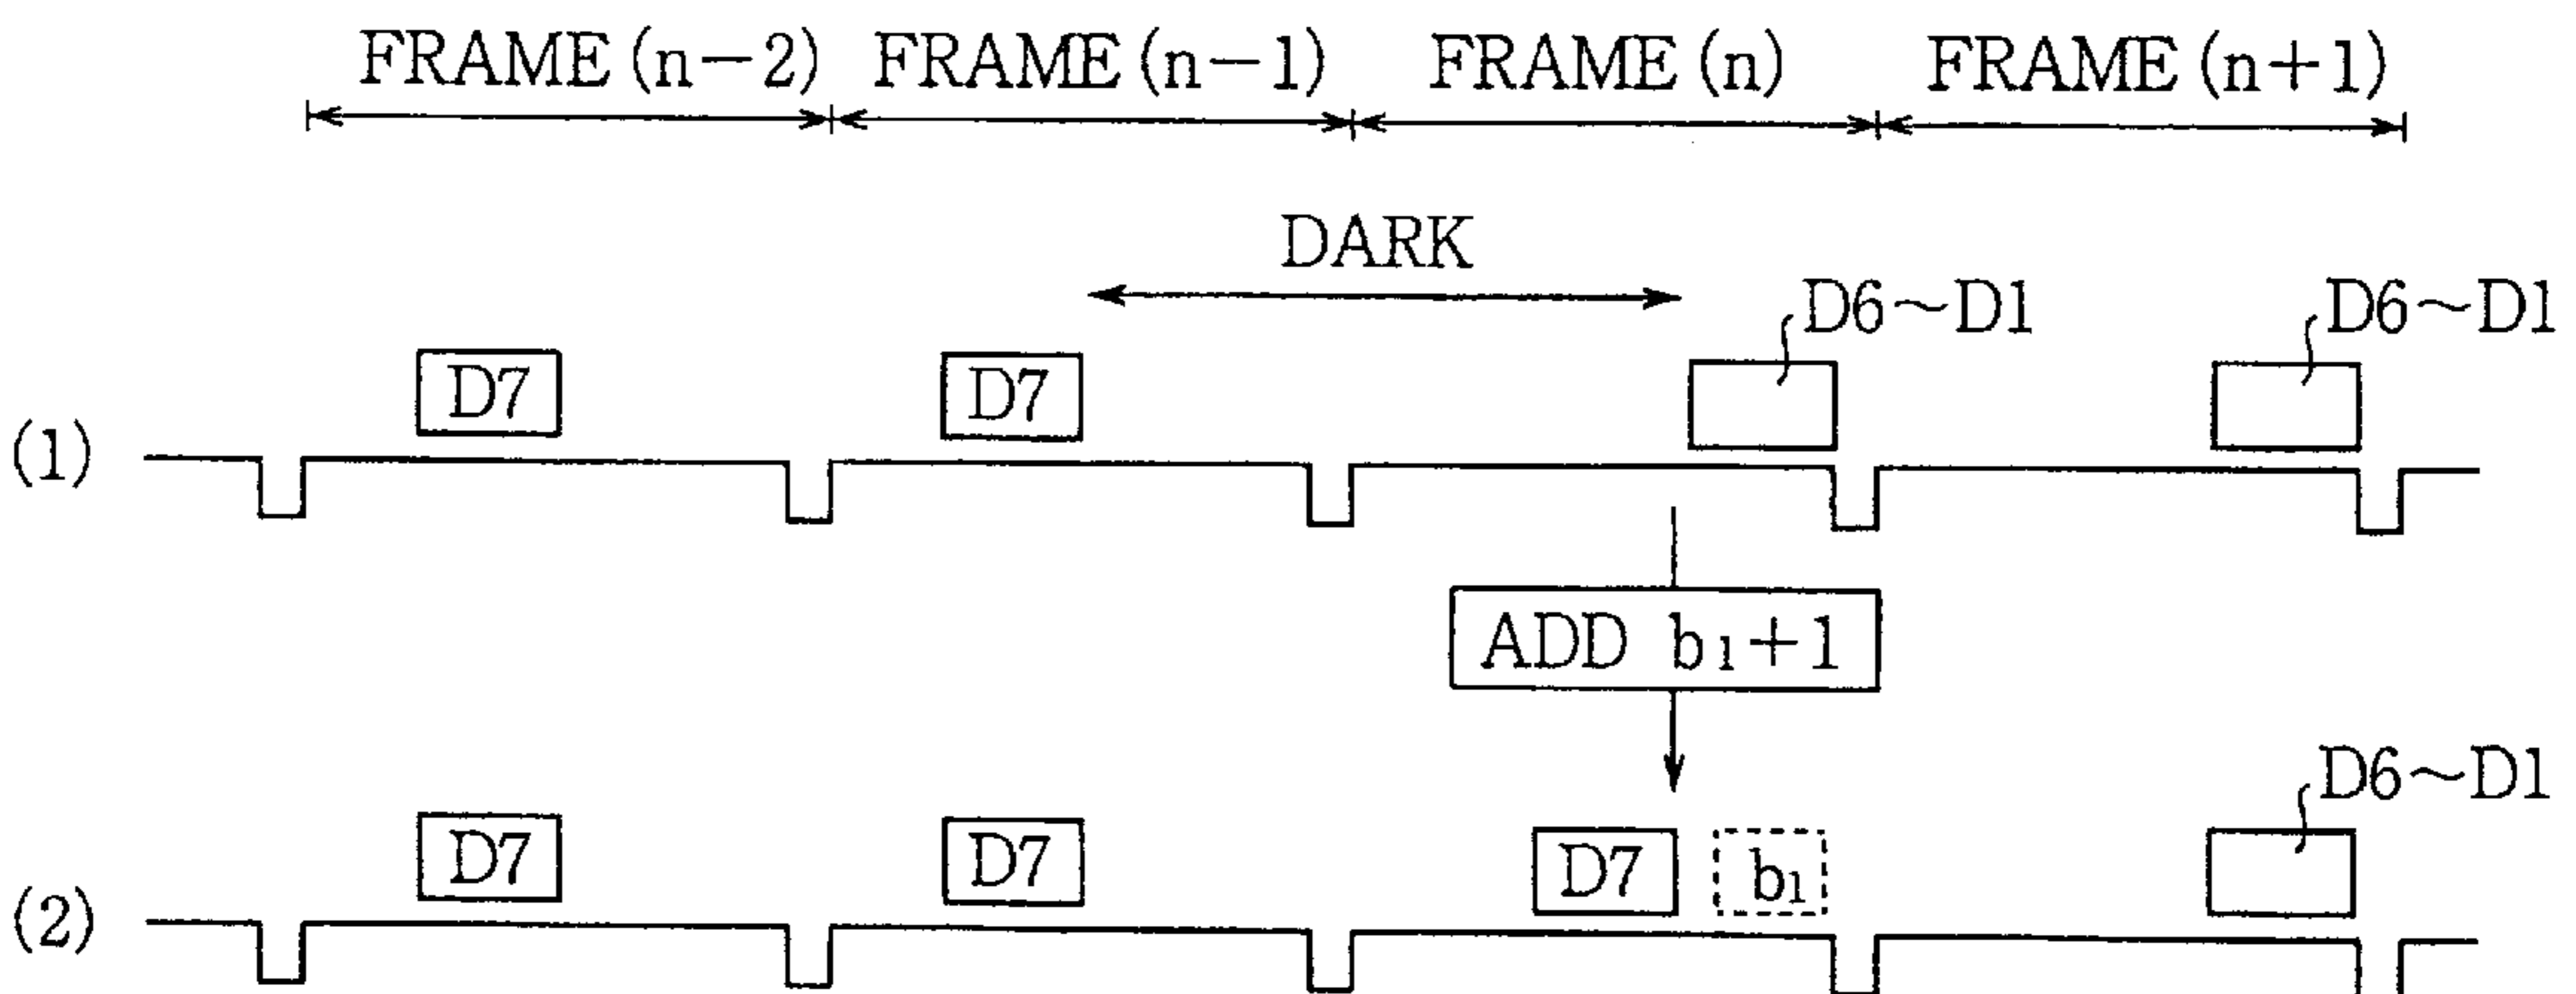 FRAME (n−2) FRAME (n−1) FRAME (n) FRAME (n+1)
DARK
D6～D1 D6～D1
(1) D7 D7
ADD b₁+1
D6～D1
(2) D7 D7 D7 b₁